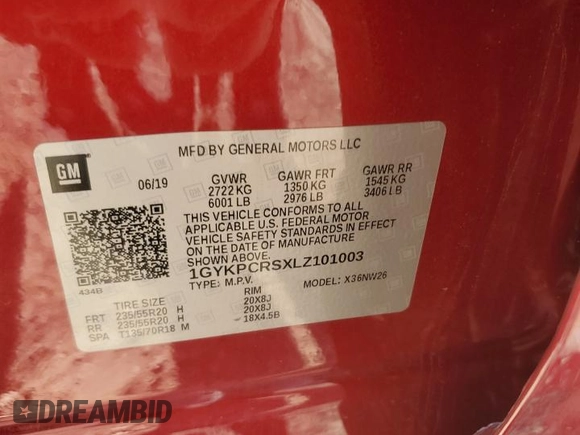 MFD BY GENERAL MOTORS LLC
GM
06/19
GVWR GAWR FRT GAWR RR
2722 KG 1350 KG 1545 KG
6001 LB 2976 LB 3406 LB
THIS VEHICLE CONFORMS TO ALL
APPLICABLE U.S. FEDERAL MOTOR
VEHICLE SAFETY STANDARDS IN EFFECT
ON THE DATE OF MANUFACTURE
SHOWN ABOVE.
1GYKPCRSXLZ101003
TYPE: M.P.V. MODEL: X36NW26
434B
TIRE SIZE RIM
FRT 235/55R20 H 20X8J
RR 235/55R20 H 20X8J
SPA T135/70R18 M 18X4.5B
DREAMBID